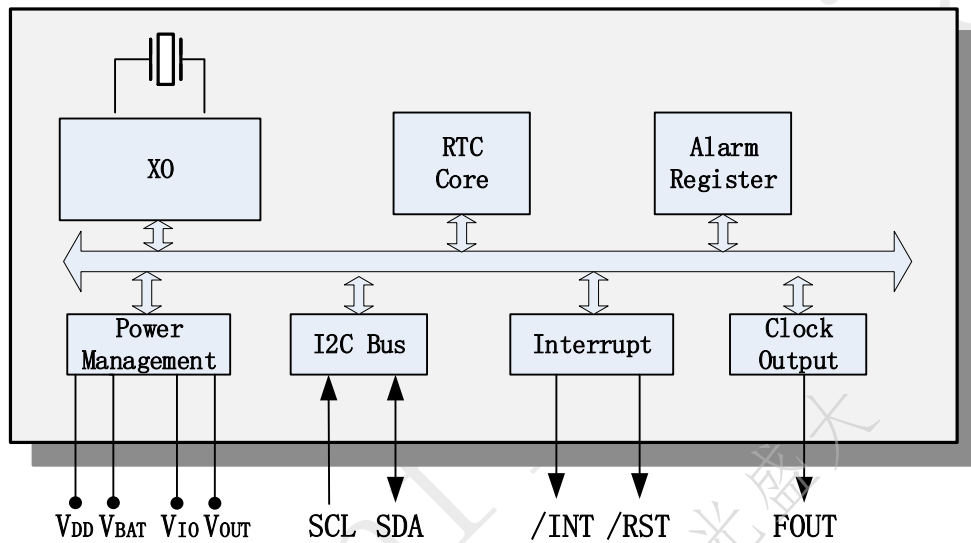 XO
RTC
Core
Alarm
Register
Power
Management
I2C Bus
Interrupt
Clock
Output
VDD VBAT VIO VOUT SCL SDA /INT /RST FOUT